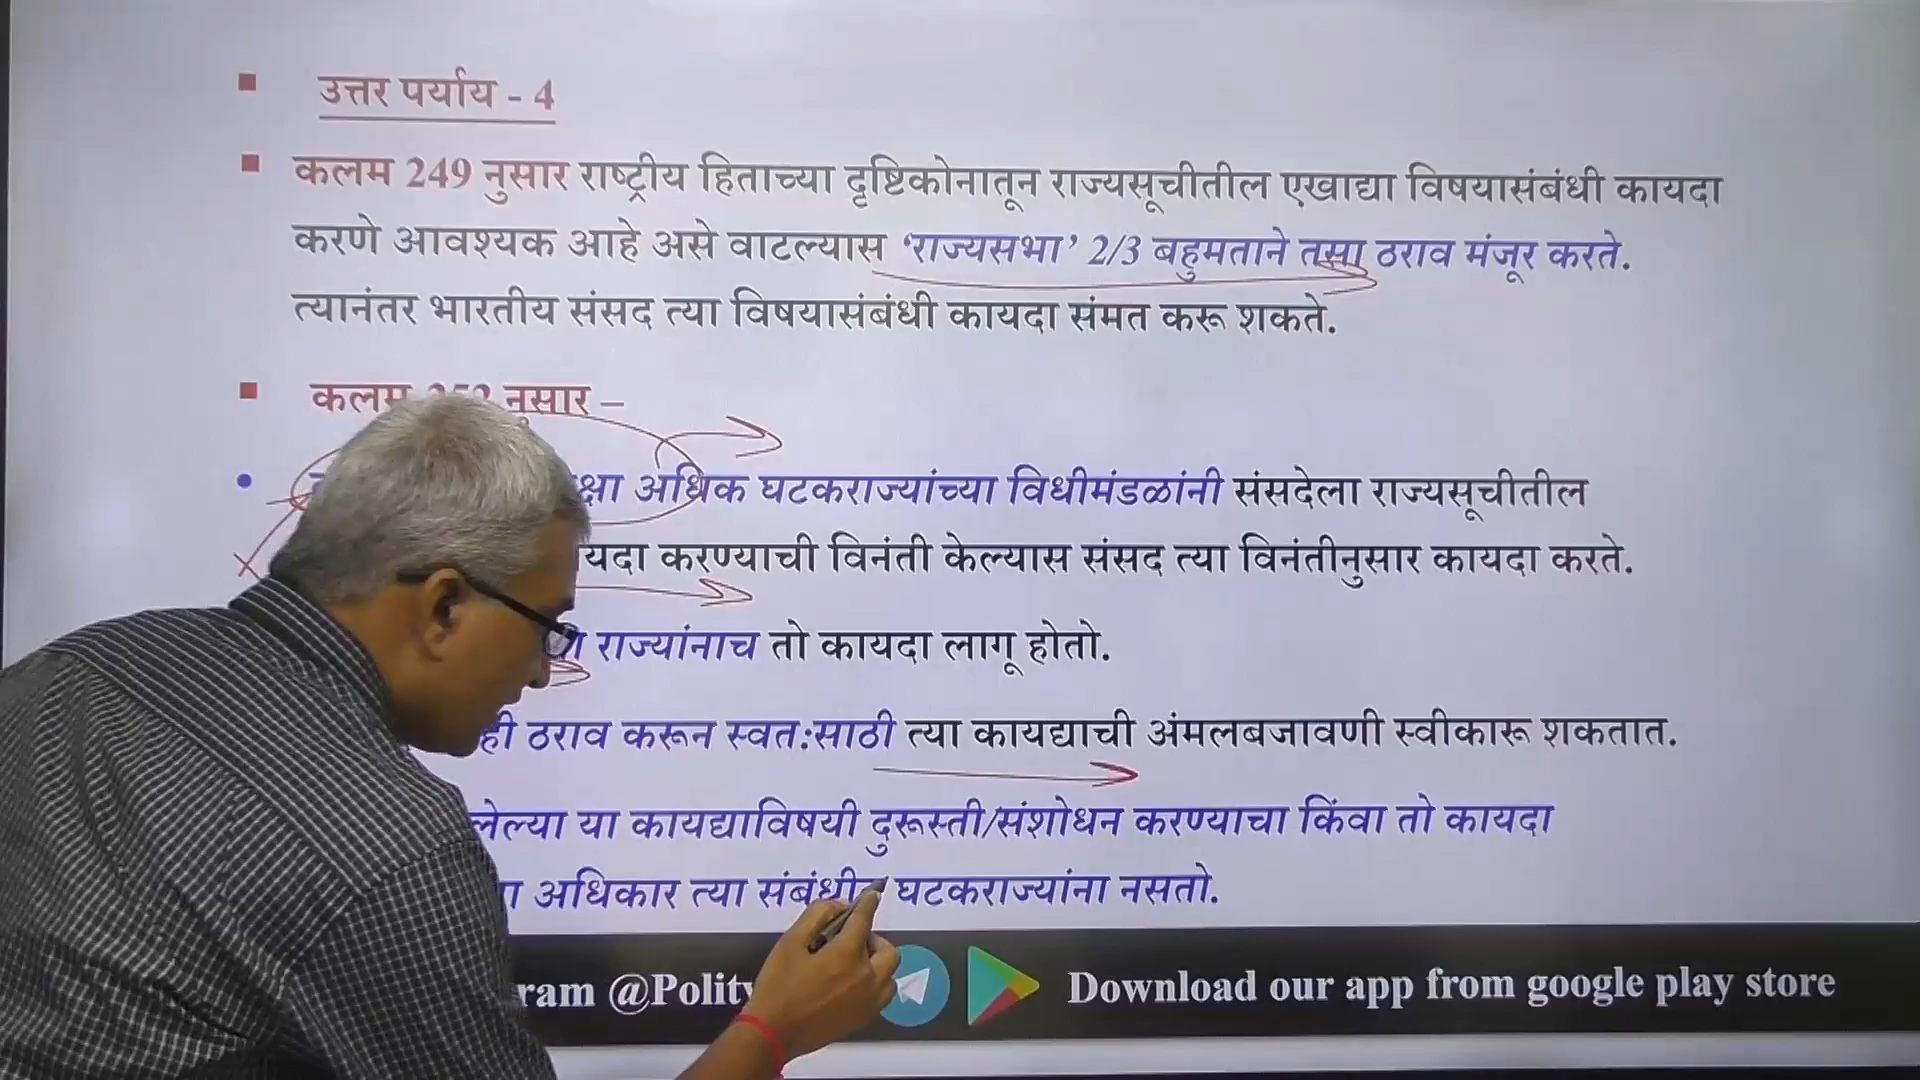 उत्तर पर्याय - 4
कलम 249 नुसार राष्ट्रीय हिताच्या दृष्टिकोनातून राज्यसूचीतील एखाद्या विषयासंबंधी कायदा
करणे आवश्यक आहे असे वाटल्यास ‘राज्यसभा’ 2/3 बहुमताने तसा ठराव मंजूर करते.
त्यानंतर भारतीय संसद त्या विषयासंबंधी कायदा संमत करू शकते.
कलम नुसार –
अधिक घटकराज्यांच्या विधीमंडळांनी संसदेला राज्यसूचीतील
करण्याची विनंती केल्यास संसद त्या विनंतीनुसार कायदा करते.
राज्यांनाच तो कायदा लागू होतो.
ठराव करून स्वत:साठी त्या कायद्याची अंमलबजावणी स्वीकारू शकतात.
या कायद्याविषयी दुरूस्ती/संशोधन करण्याचा किंवा तो कायदा
अधिकार त्या घटकराज्यांना नसतो.
Download our app from google play store